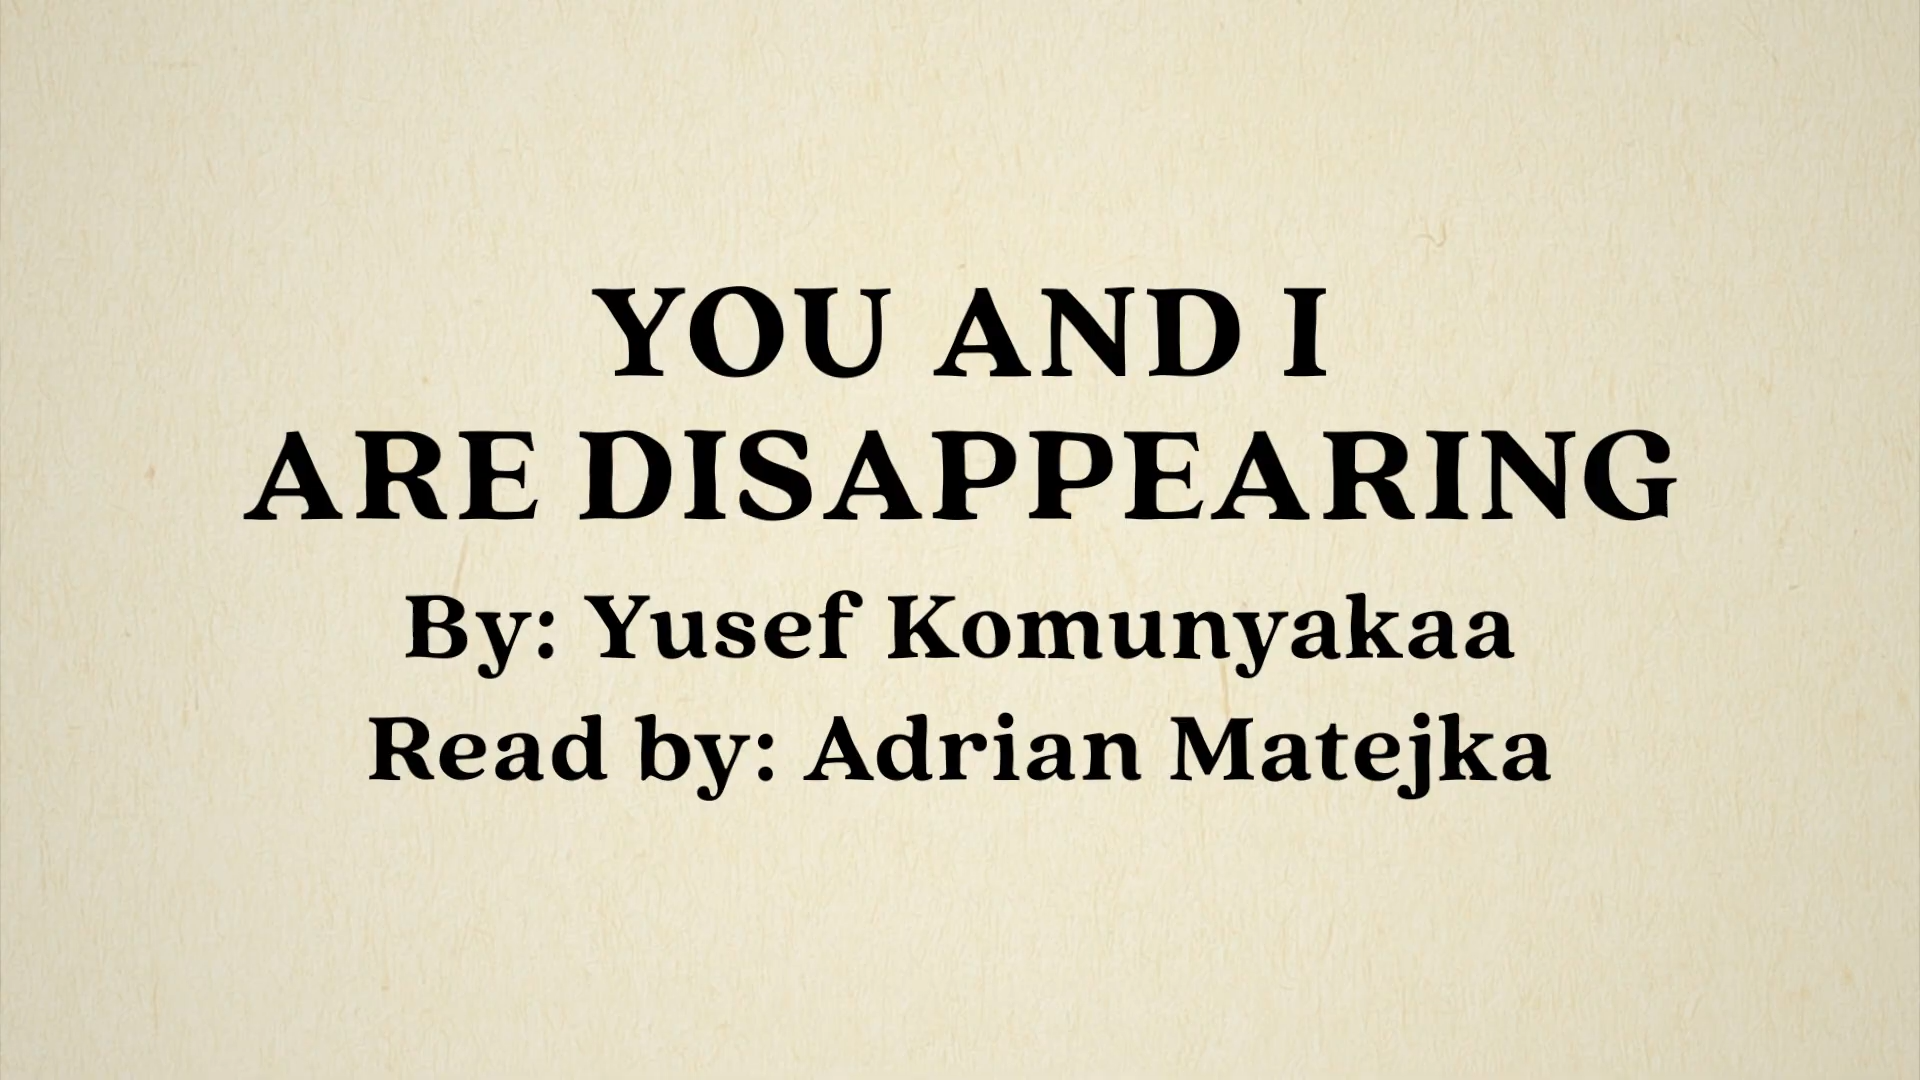 YOU AND I
ARE DISAPPEARING
By: Yusef Komunyakaa
Read by: Adrian Matejka